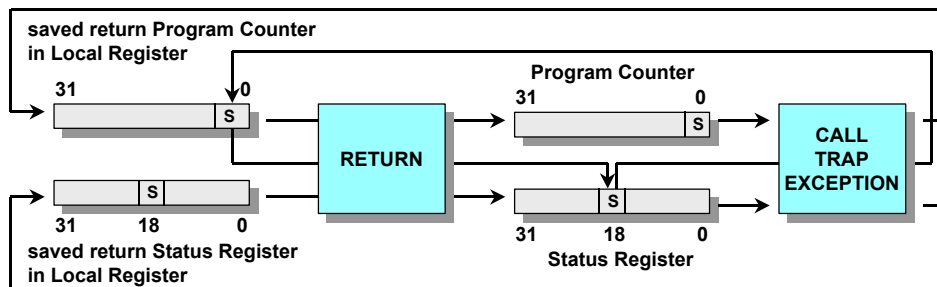 saved return Program Counter
in Local Register
31 0
S
Program Counter
31 0
S
RETURN
CALL
TRAP
EXCEPTION
S
31 18 0
saved return Status Register
in Local Register
S
31 18 0
Status Register